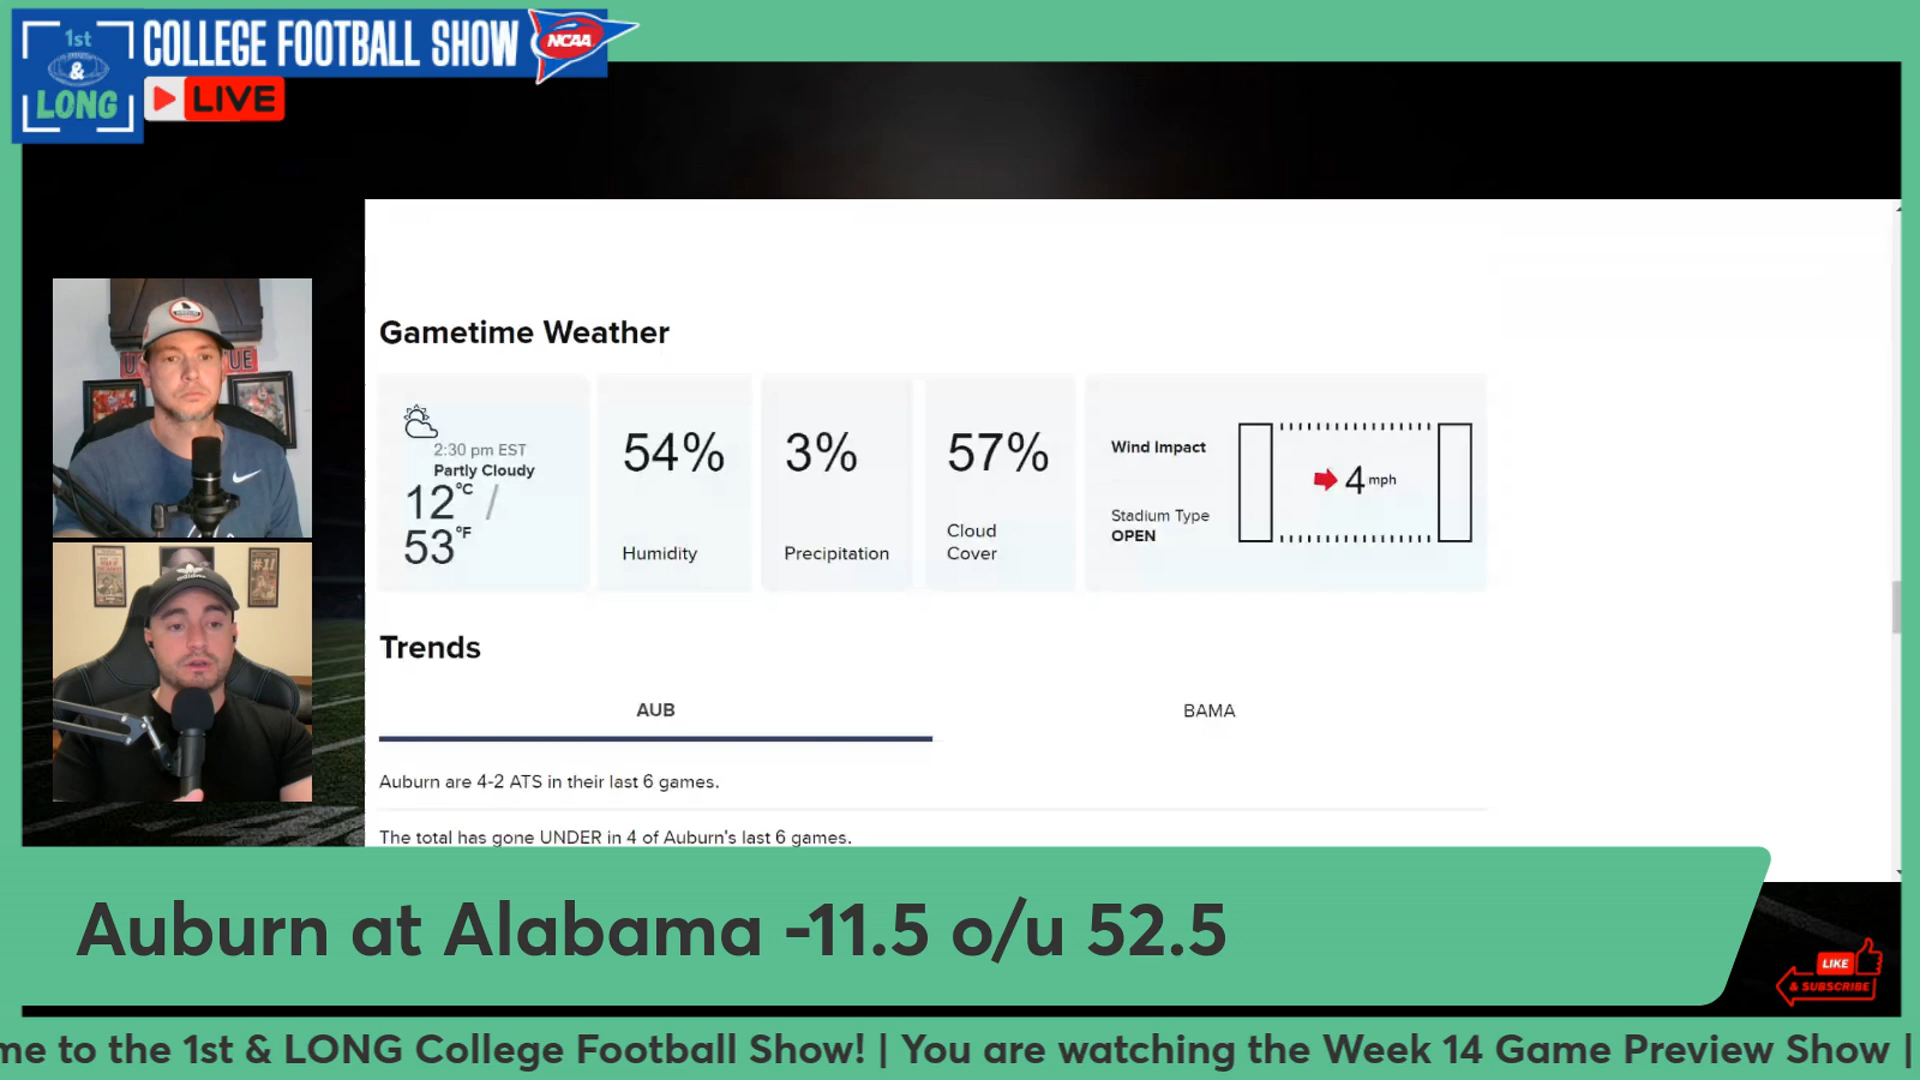 1st
&
LONG
COLLEGE FOOTBALL SHOW
NCAA
LIVE
Gametime Weather
2:30 pm EST
Partly Cloudy
12°C /
53°F
54%
Humidity
3%
Precipitation
57%
Cloud
Cover
Wind Impact
4 mph
Stadium Type
OPEN
Trends
AUB
BAMA
Auburn are 4-2 ATS in their last 6 games.
The total has gone UNDER in 4 of Auburn's last 6 games.
#1!
adidas
Auburn at Alabama -11.5 o/u 52.5
LIKE
& SUBSCRIBE
me to the 1st & LONG College Football Show! | You are watching the Week 14 Game Preview Show |